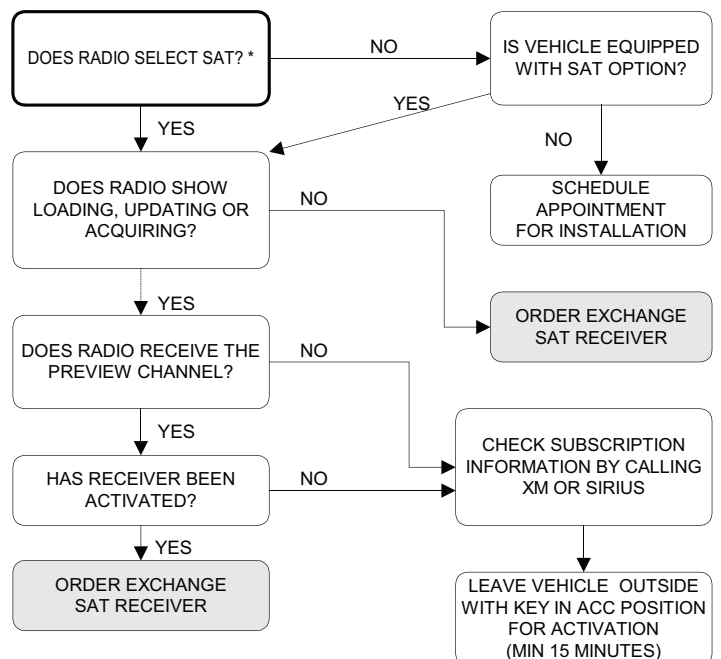 DOES RADIO SELECT SAT? *
NO
IS VEHICLE EQUIPPED
WITH SAT OPTION?
YES
YES
NO
DOES RADIO SHOW
LOADING, UPDATING OR
ACQUIRING?
NO
SCHEDULE
APPOINTMENT
FOR INSTALLATION
YES
ORDER EXCHANGE
SAT RECEIVER
DOES RADIO RECEIVE THE
PREVIEW CHANNEL?
NO
YES
CHECK SUBSCRIPTION
INFORMATION BY CALLING
XM OR SIRIUS
HAS RECEIVER BEEN
ACTIVATED?
NO
YES
ORDER EXCHANGE
SAT RECEIVER
LEAVE VEHICLE OUTSIDE
WITH KEY IN ACC POSITION
FOR ACTIVATION
(MIN 15 MINUTES)